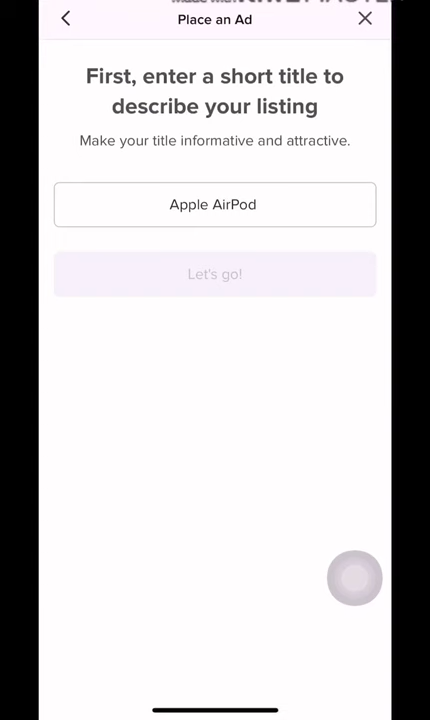 Place an Ad
First, enter a short title to
describe your listing
Make your title informative and attractive.
Apple AirPod
Let's go!